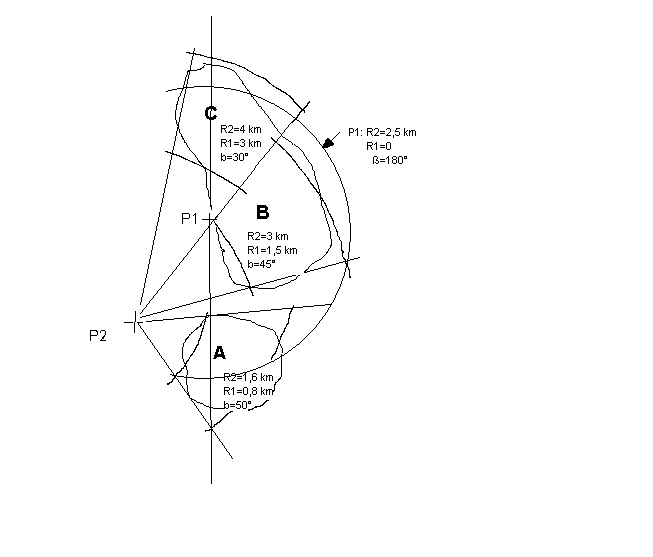 C
R2=4 km
R1=3 km
b=30°
P1: R2=2,5 km
R1=0
ß=180°
P1
B
R2=3 km
R1=1,5 km
b=45°
P2
A
R2=1,6 km
R1=0,8 km
b=50°